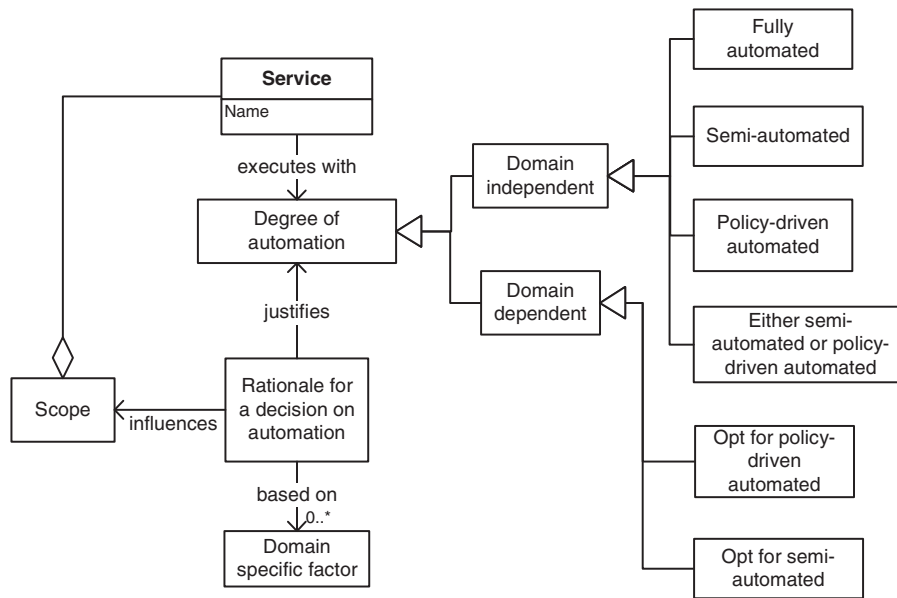 Service
Name
executes with
Degree of
automation
justifies
Rationale for
a decision on
automation
influences
Scope
based on
0..*
Domain
specific factor
Domain
independent
Domain
dependent
Fully
automated
Semi-automated
Policy-driven
automated
Either semi-
automated or policy-
driven automated
Opt for policy-
driven
automated
Opt for semi-
automated